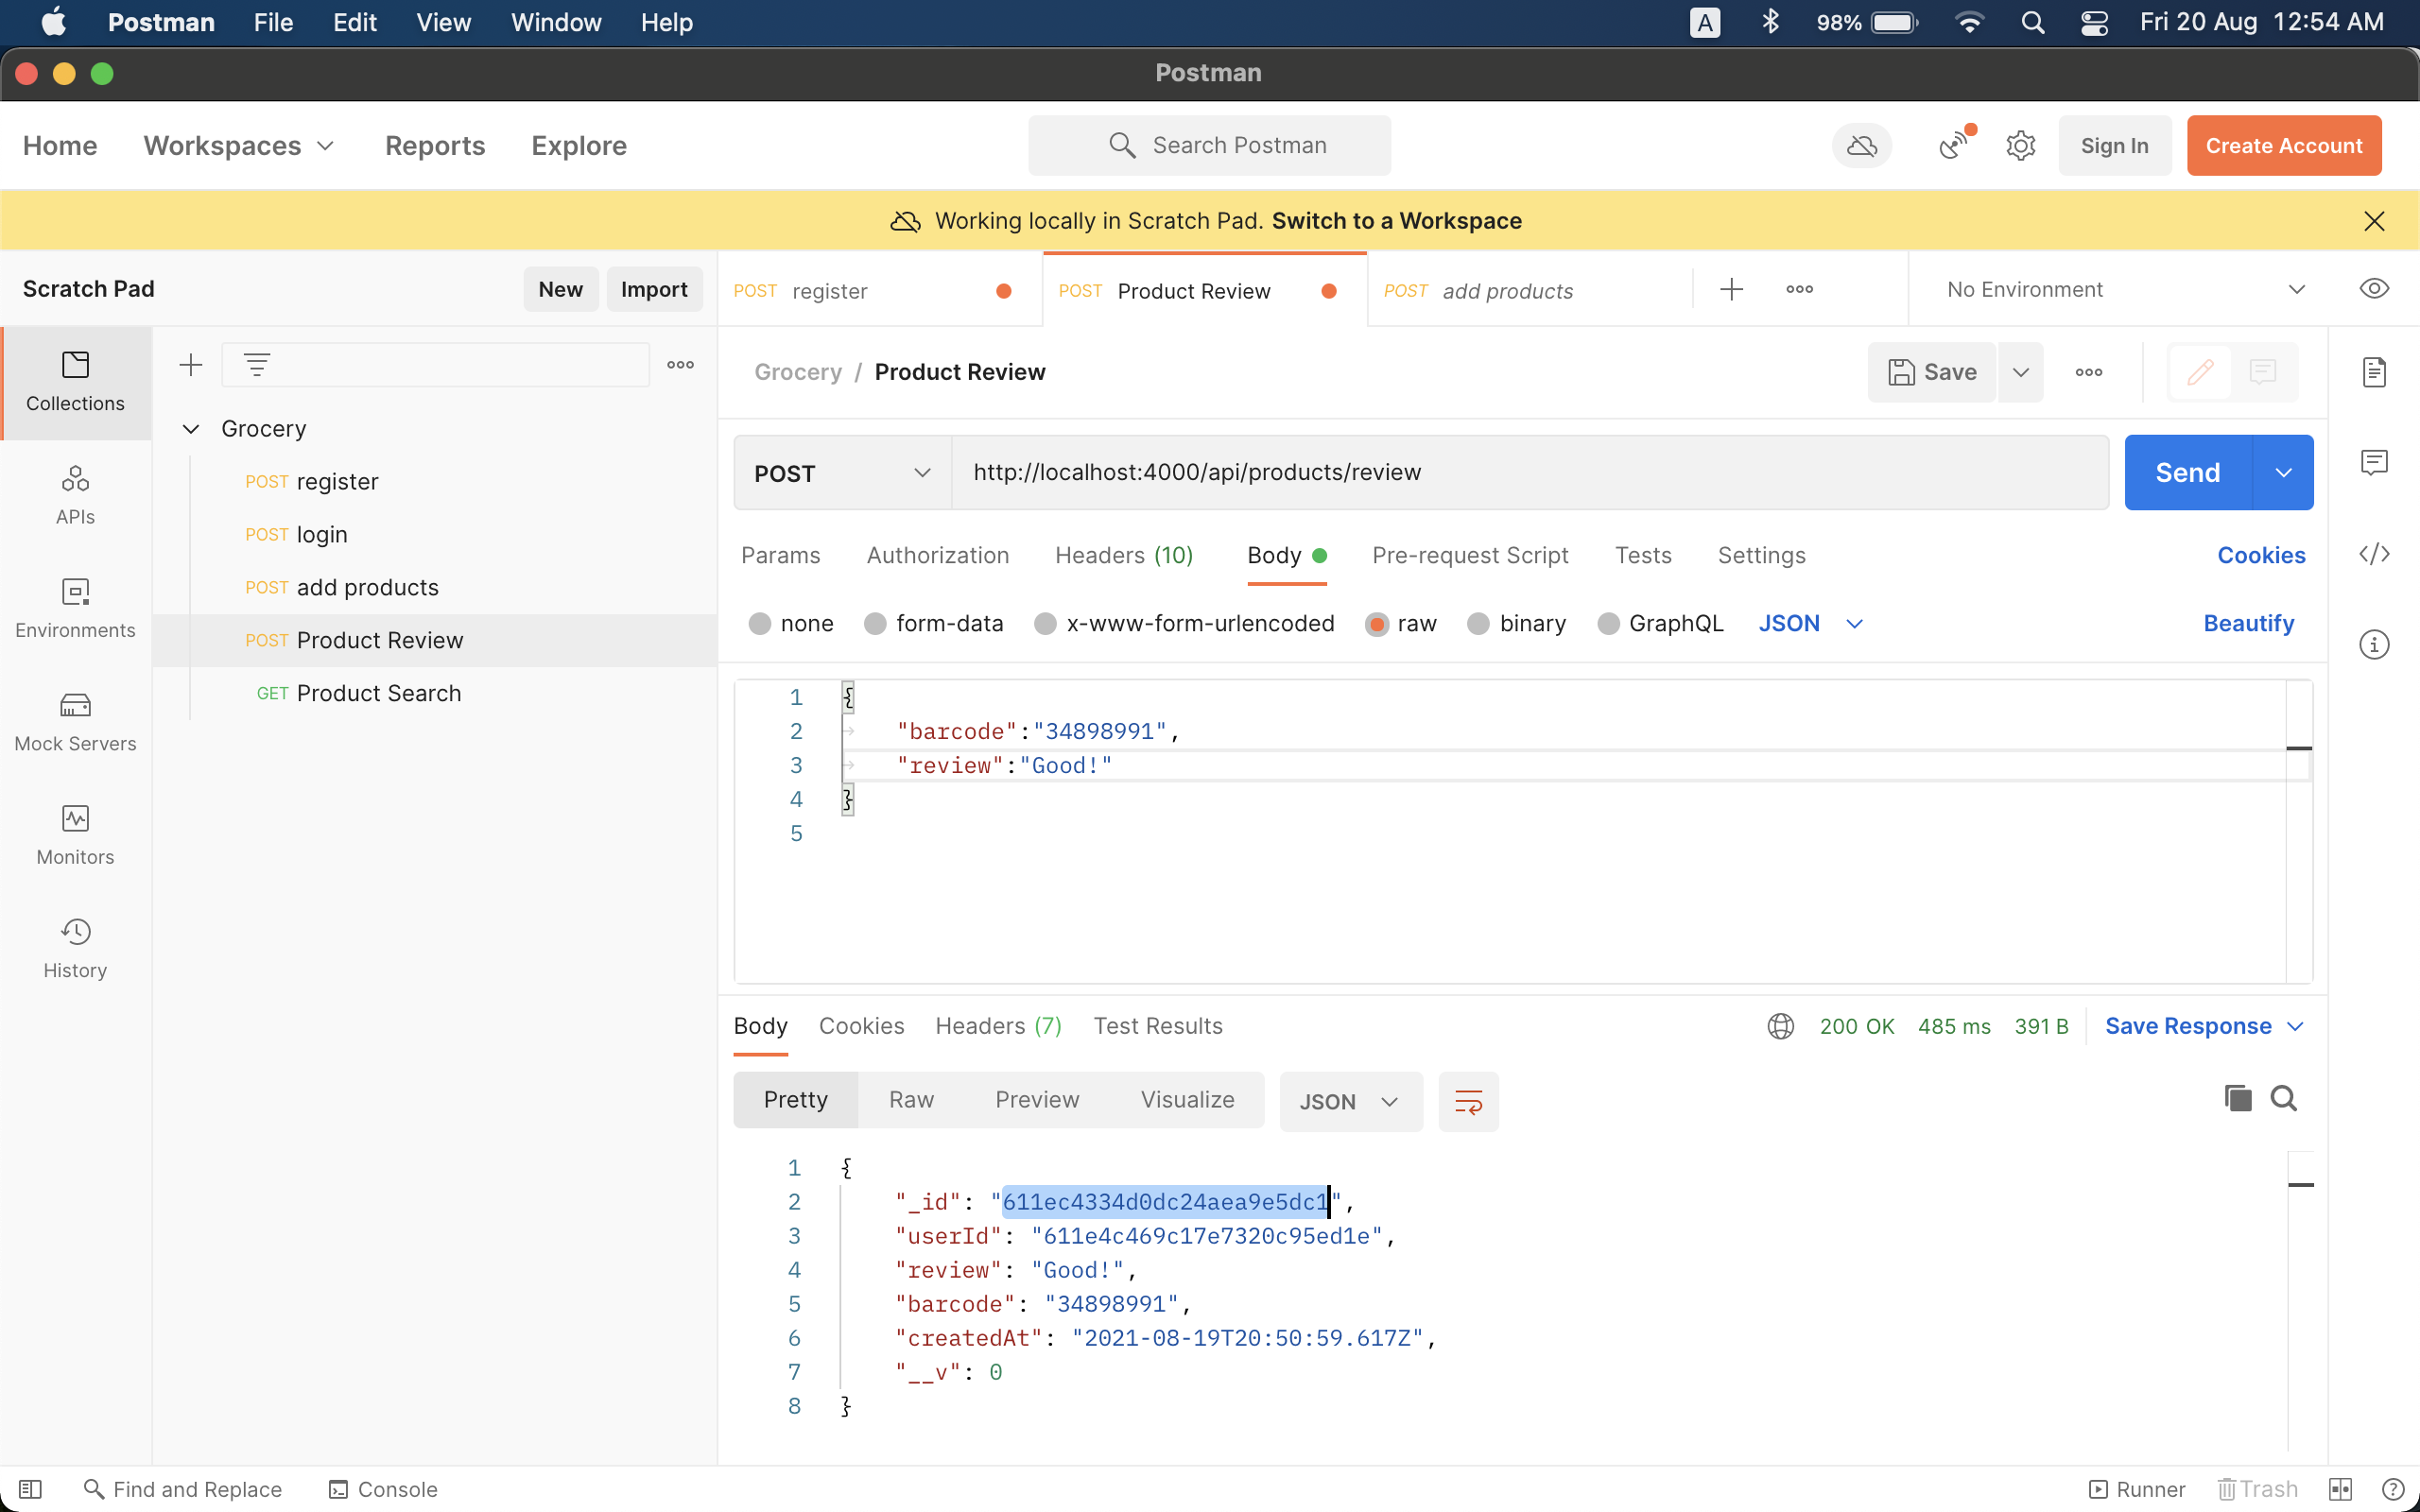 Postman File Edit View Window Help A 98% Fri 20 Aug 12:54 AM
Postman
Home Workspaces Reports Explore Search Postman Sign In Create Account
Working locally in Scratch Pad. Switch to a Workspace
Scratch Pad New Import POST register POST Product Review POST add products No Environment
Collections
APIs
Environments
Mock Servers
Monitors
History
Grocery
POST register
POST login
POST add products
POST Product Review
GET Product Search
Grocery / Product Review Save
POST http://localhost:4000/api/products/review Send
Params Authorization Headers (10) Body Pre-request Script Tests Settings Cookies
none form-data x-www-form-urlencoded raw binary GraphQL JSON Beautify
1 {
2 "barcode":"34898991",
3 "review":"Good!"
4 }
5
Body Cookies Headers (7) Test Results 200 OK 485 ms 391 B Save Response
Pretty Raw Preview Visualize JSON
1 {
2 "_id": "611ec4334d0dc24aea9e5dc1",
3 "userId": "611e4c469c17e7320c95ed1e",
4 "review": "Good!",
5 "barcode": "34898991",
6 "createdAt": "2021-08-19T20:50:59.617Z",
7 "__v": 0
8 }
Find and Replace Console Runner Trash